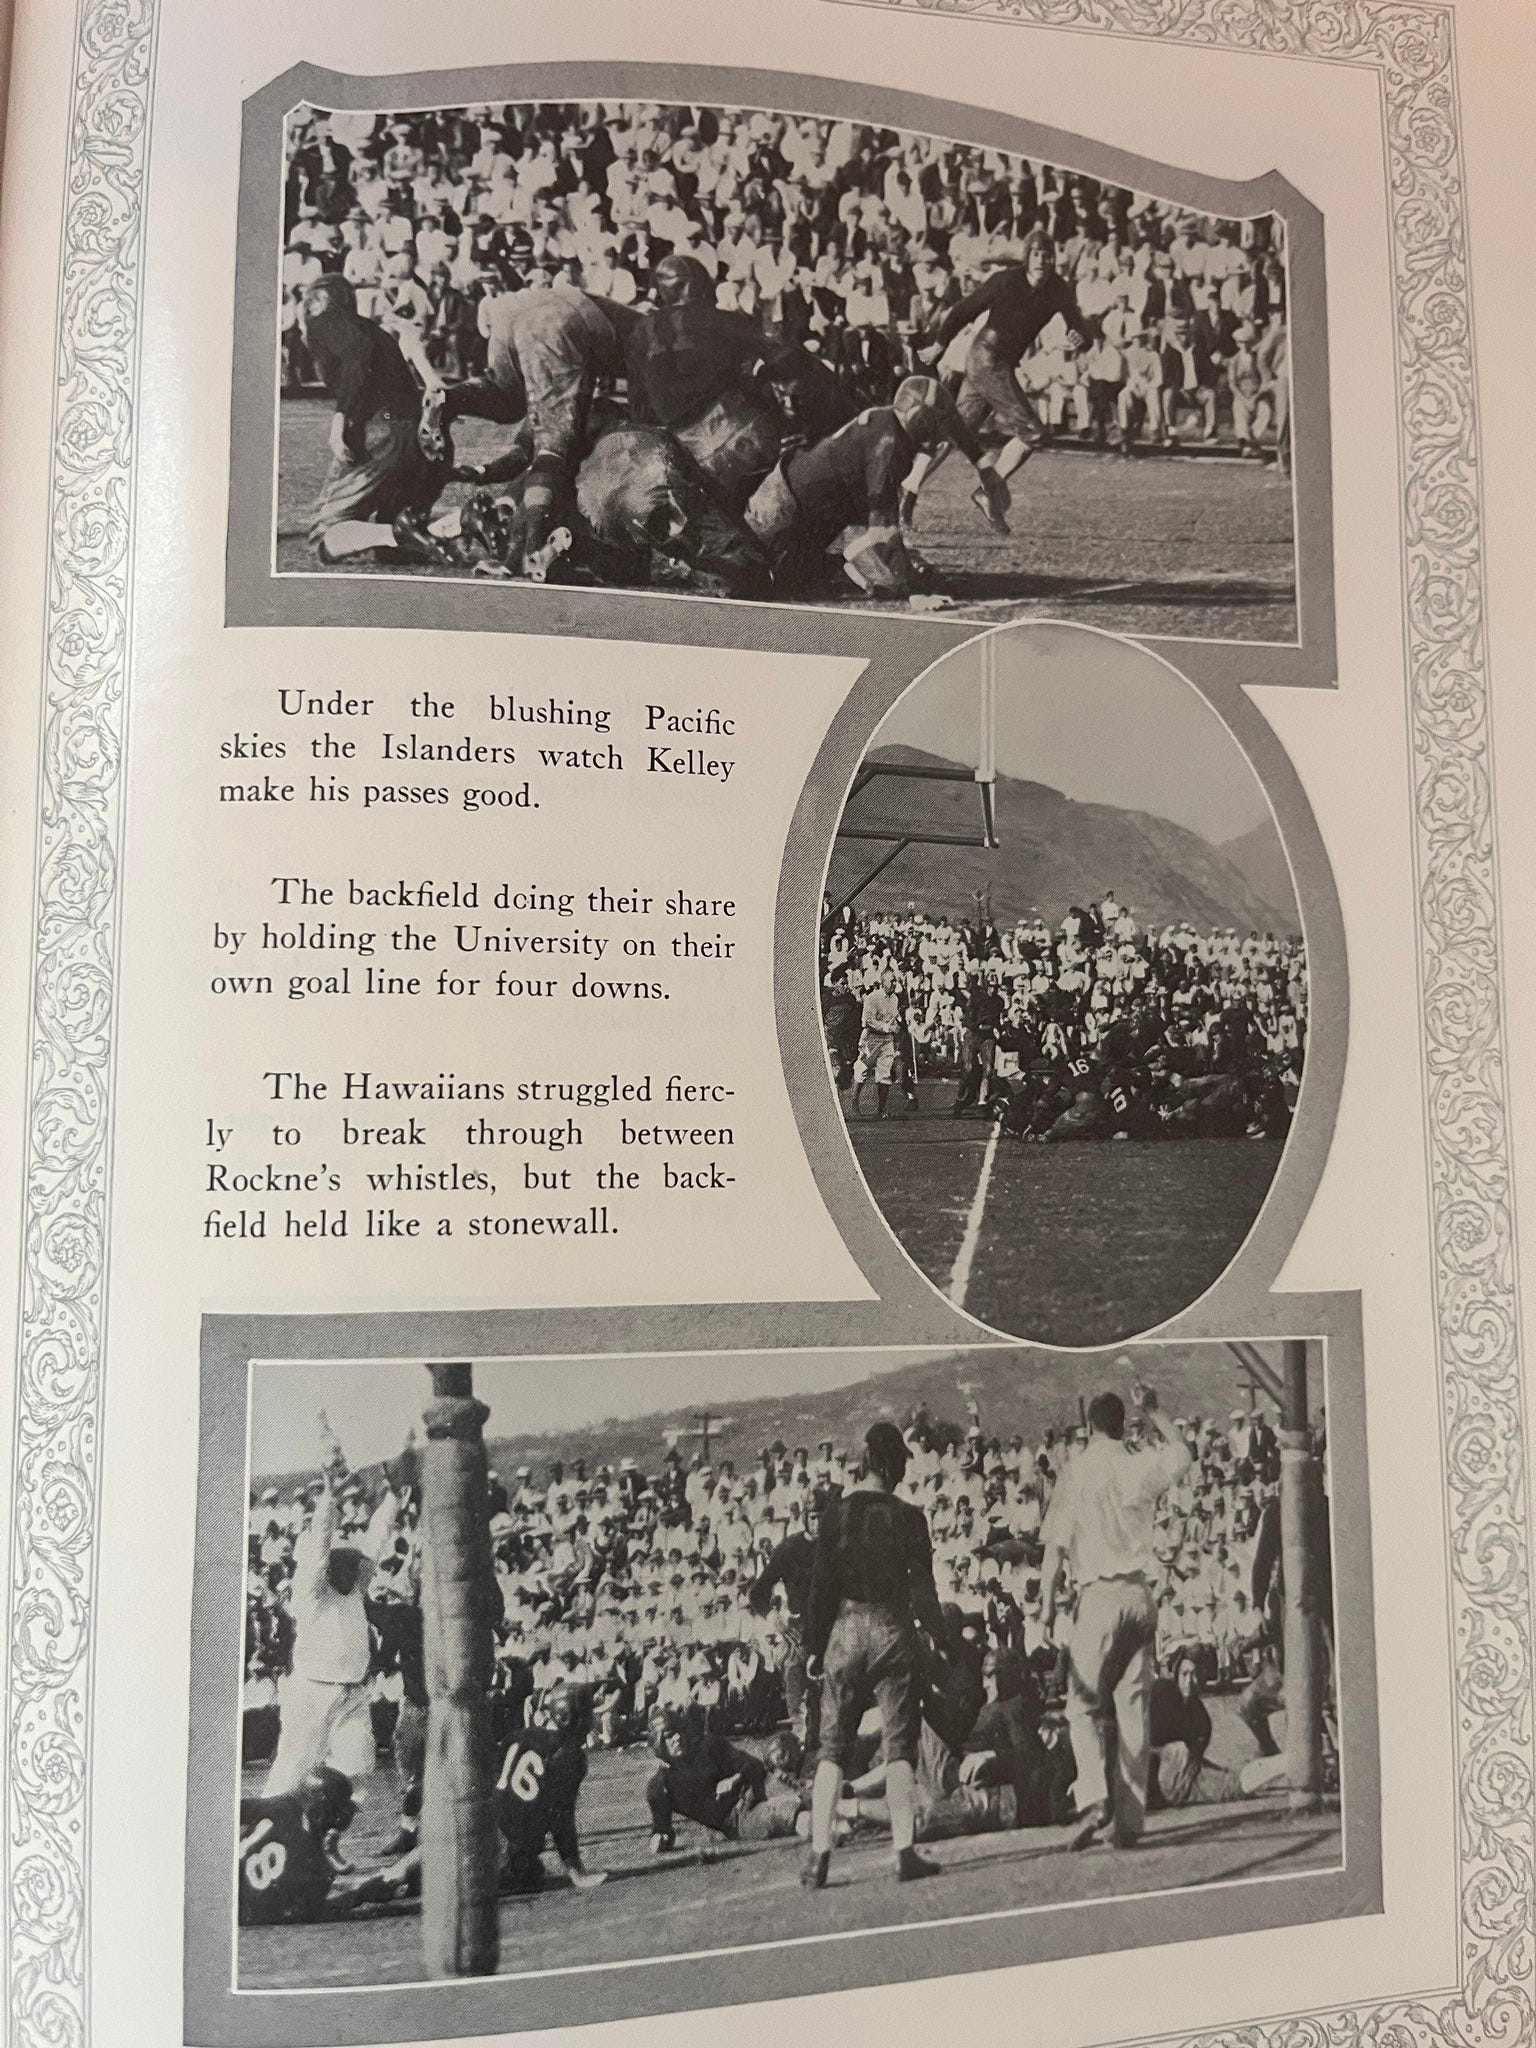 Under the blushing Pacific
skies the Islanders watch Kelley
make his passes good.
The backfield doing their share
by holding the University on their
own goal line for four downs.
The Hawaiians struggled fierc-
ly to break through between
Rockne's whistles, but the back-
field held like a stonewall.
16
10
16
18